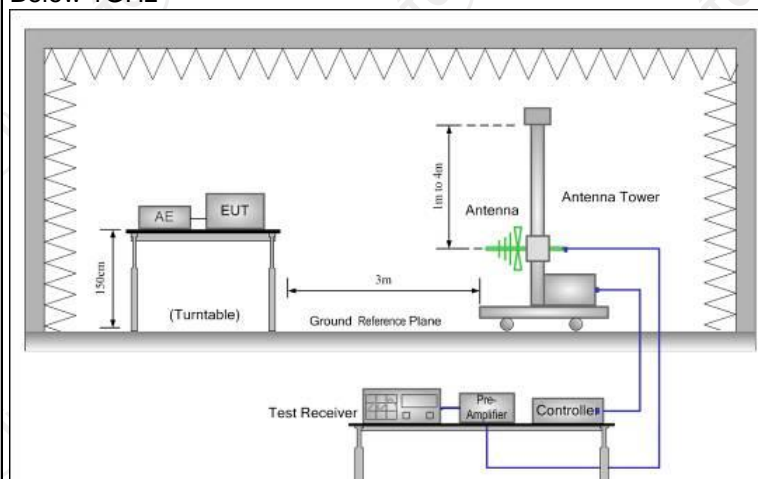 Below 1GHz
1m to 4m
Antenna Tower
Antenna
AE
EUT
150cm
3m
(Turntable)
Ground Reference Plane
Test Receiver
Pre-
Amplifier
Controller